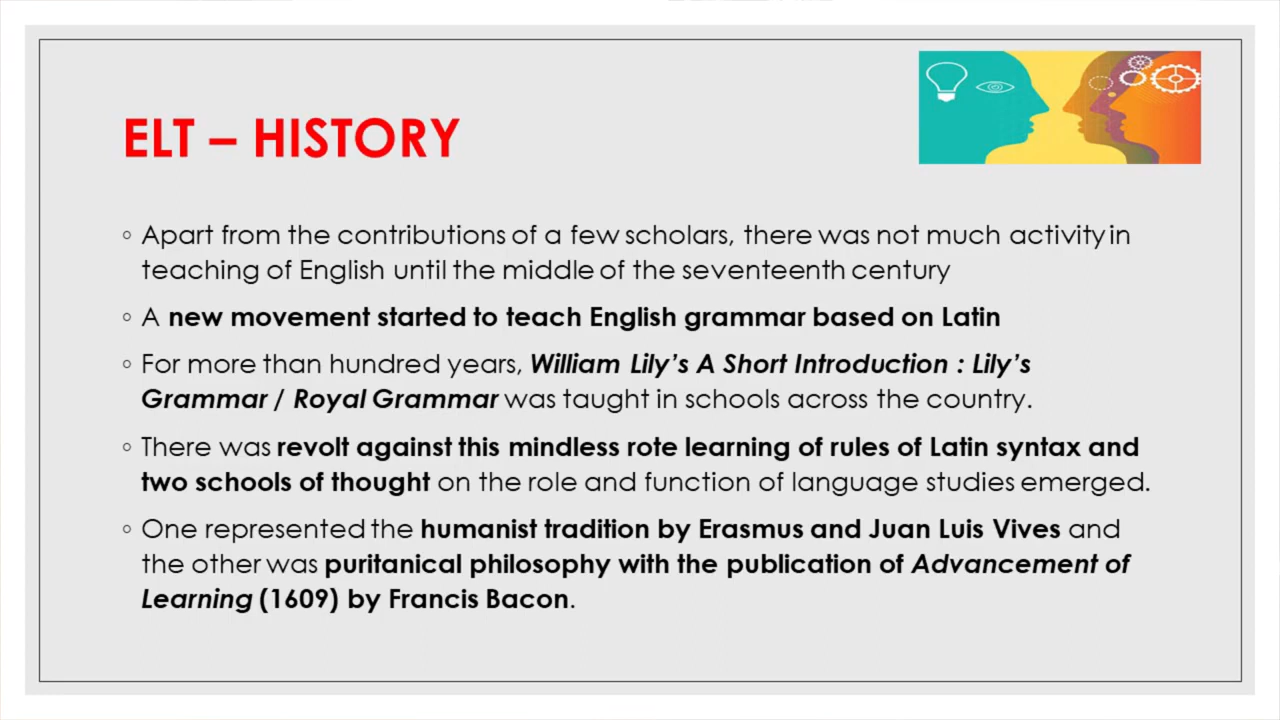 ELT – HISTORY
◦ Apart from the contributions of a few scholars, there was not much activity in
teaching of English until the middle of the seventeenth century
◦ A new movement started to teach English grammar based on Latin
◦ For more than hundred years, William Lily’s A Short Introduction : Lily’s
Grammar / Royal Grammar was taught in schools across the country.
◦ There was revolt against this mindless rote learning of rules of Latin syntax and
two schools of thought on the role and function of language studies emerged.
◦ One represented the humanist tradition by Erasmus and Juan Luis Vives and
the other was puritanical philosophy with the publication of Advancement of
Learning (1609) by Francis Bacon.